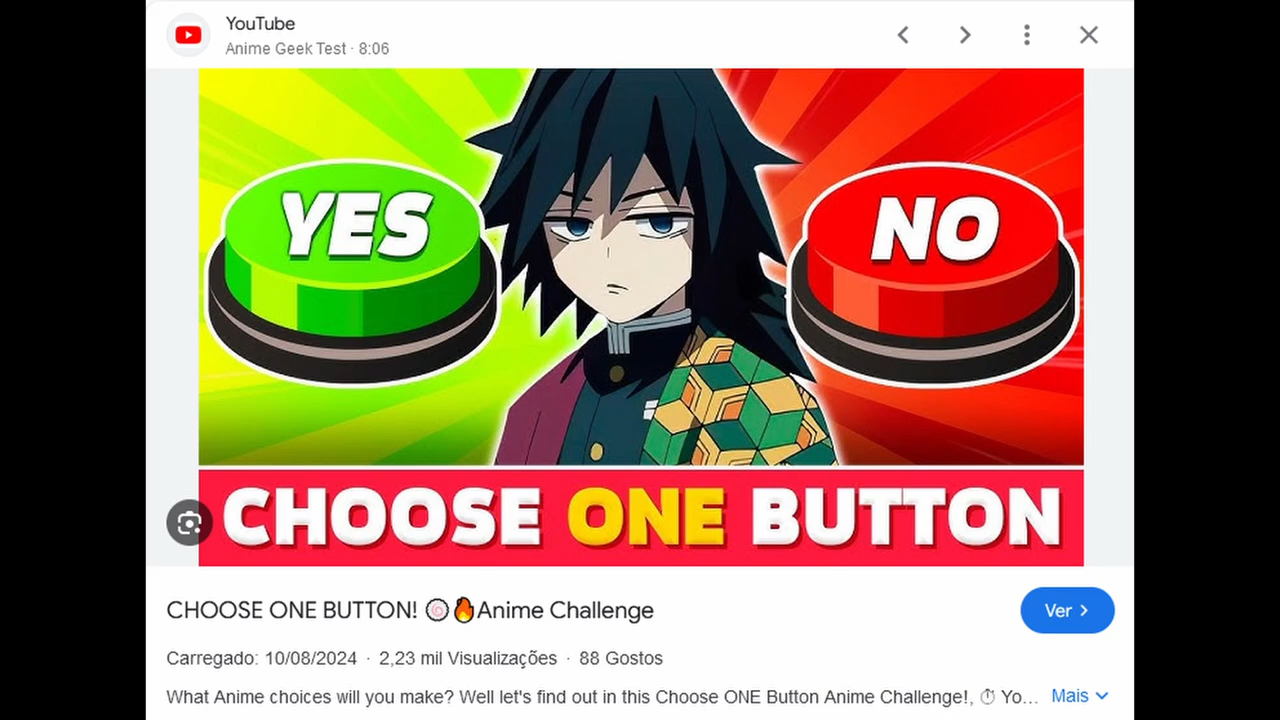 YouTube
Anime Geek Test · 8:06
YES
NO
CHOOSE ONE BUTTON
CHOOSE ONE BUTTON! 🍥🔥Anime Challenge
Ver
Carregado: 10/08/2024 · 2,23 mil Visualizações · 88 Gostos
What Anime choices will you make? Well let's find out in this Choose ONE Button Anime Challenge!, ⏱ Yo... Mais